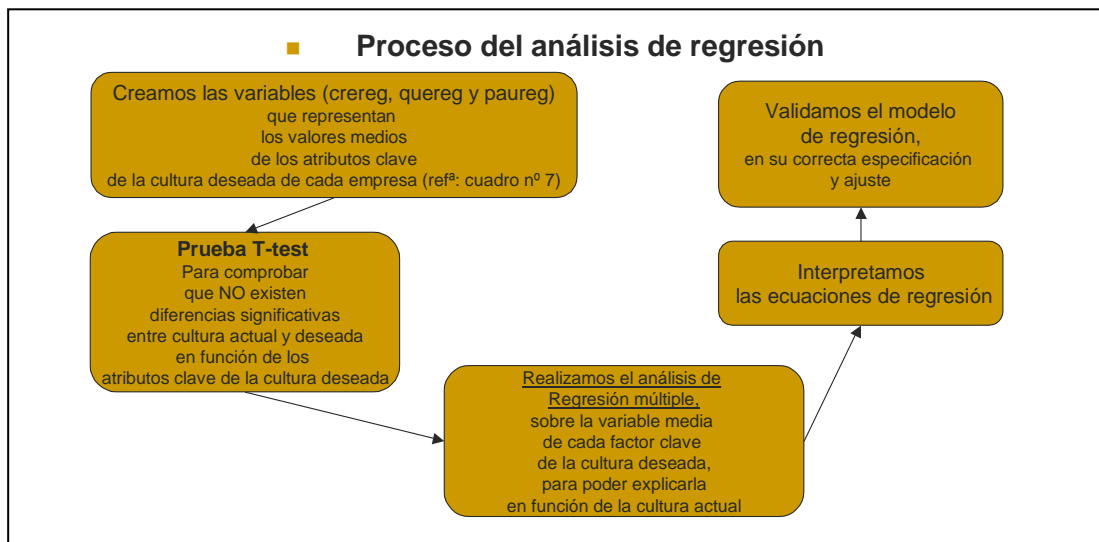 Proceso del análisis de regresión
Creamos las variables (crereg, quereg y paureg)
que representan
los valores medios
de los atributos clave
de la cultura deseada de cada empresa (refª: cuadro nº 7)
Prueba T-test
Para comprobar
que NO existen
diferencias significativas
entre cultura actual y deseada
en función de los
atributos clave de la cultura deseada
Realizamos el análisis de
Regresión múltiple,
sobre la variable media
de cada factor clave
de la cultura deseada,
para poder explicarla
en función de la cultura actual
Interpretamos
las ecuaciones de regresión
Validamos el modelo
de regresión,
en su correcta especificación
y ajuste